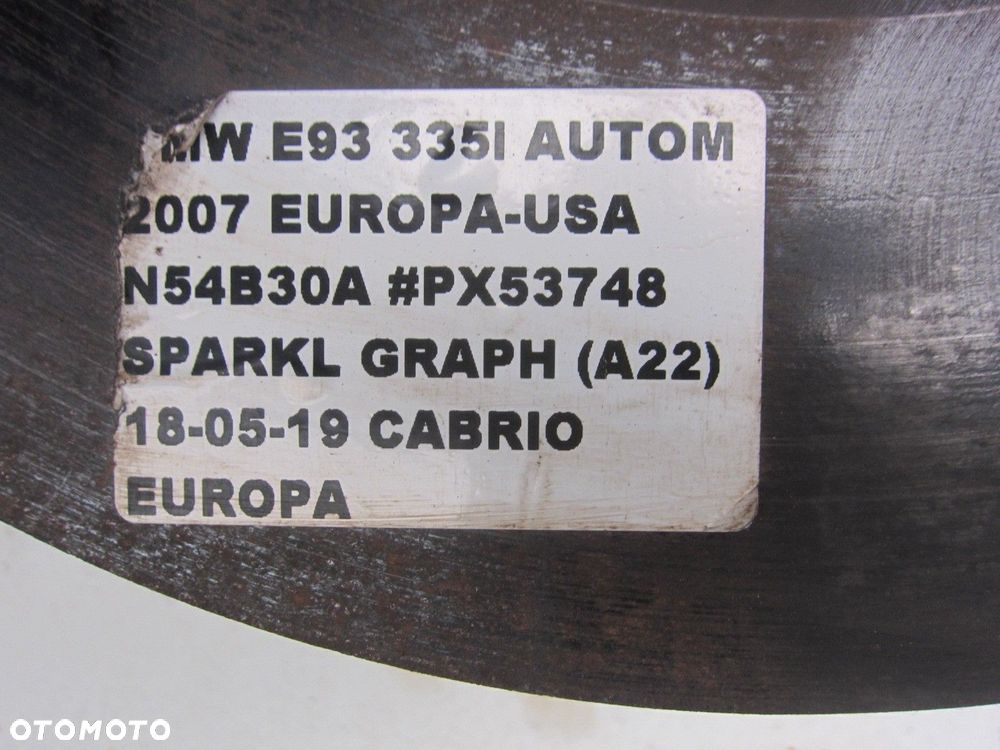 MW E93 335I AUTOM
2007 EUROPA-USA
N54B30A #PX53748
SPARKL GRAPH (A22)
18-05-19 CABRIO
EUROPA
OTOMOTO